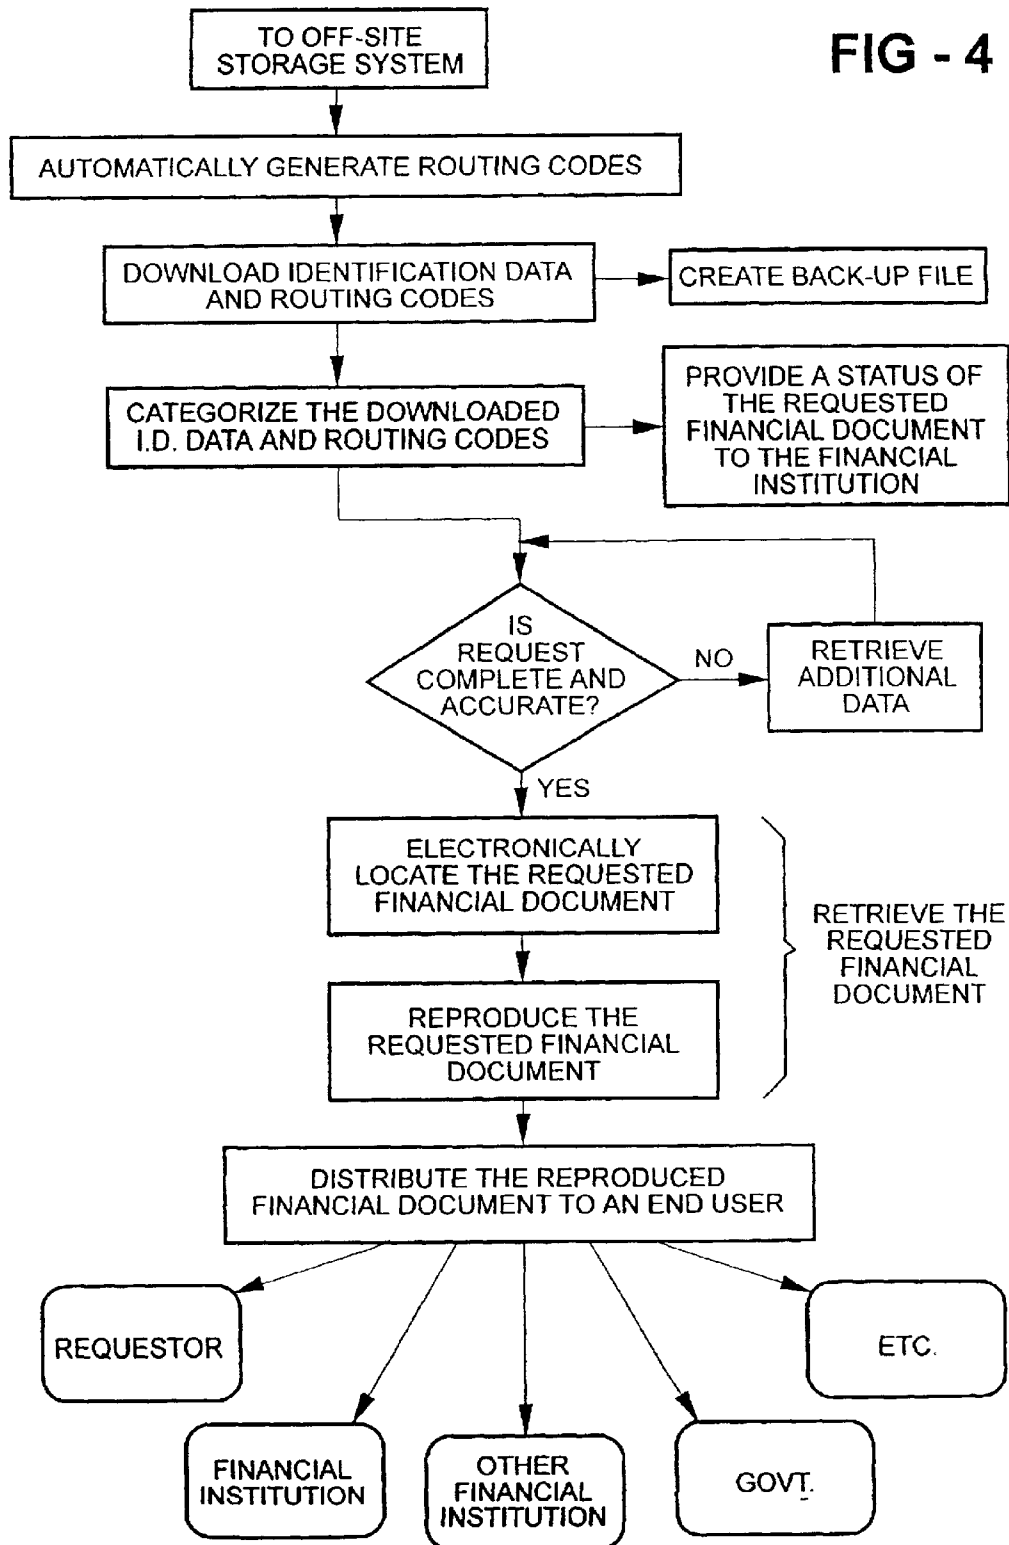 FIG - 4
TO OFF-SITE
STORAGE SYSTEM
AUTOMATICALLY GENERATE ROUTING CODES
DOWNLOAD IDENTIFICATION DATA
AND ROUTING CODES
CREATE BACK-UP FILE
CATEGORIZE THE DOWNLOADED
I.D. DATA AND ROUTING CODES
PROVIDE A STATUS OF
THE REQUESTED
FINANCIAL DOCUMENT
TO THE FINANCIAL
INSTITUTION
IS
REQUEST
COMPLETE AND
ACCURATE?
NO
RETRIEVE
ADDITIONAL
DATA
YES
ELECTRONICALLY
LOCATE THE REQUESTED
FINANCIAL DOCUMENT
REPRODUCE THE
REQUESTED FINANCIAL
DOCUMENT
RETRIEVE THE
REQUESTED
FINANCIAL
DOCUMENT
DISTRIBUTE THE REPRODUCED
FINANCIAL DOCUMENT TO AN END USER
REQUESTOR
FINANCIAL
INSTITUTION
OTHER
FINANCIAL
INSTITUTION
GOVT.
ETC.